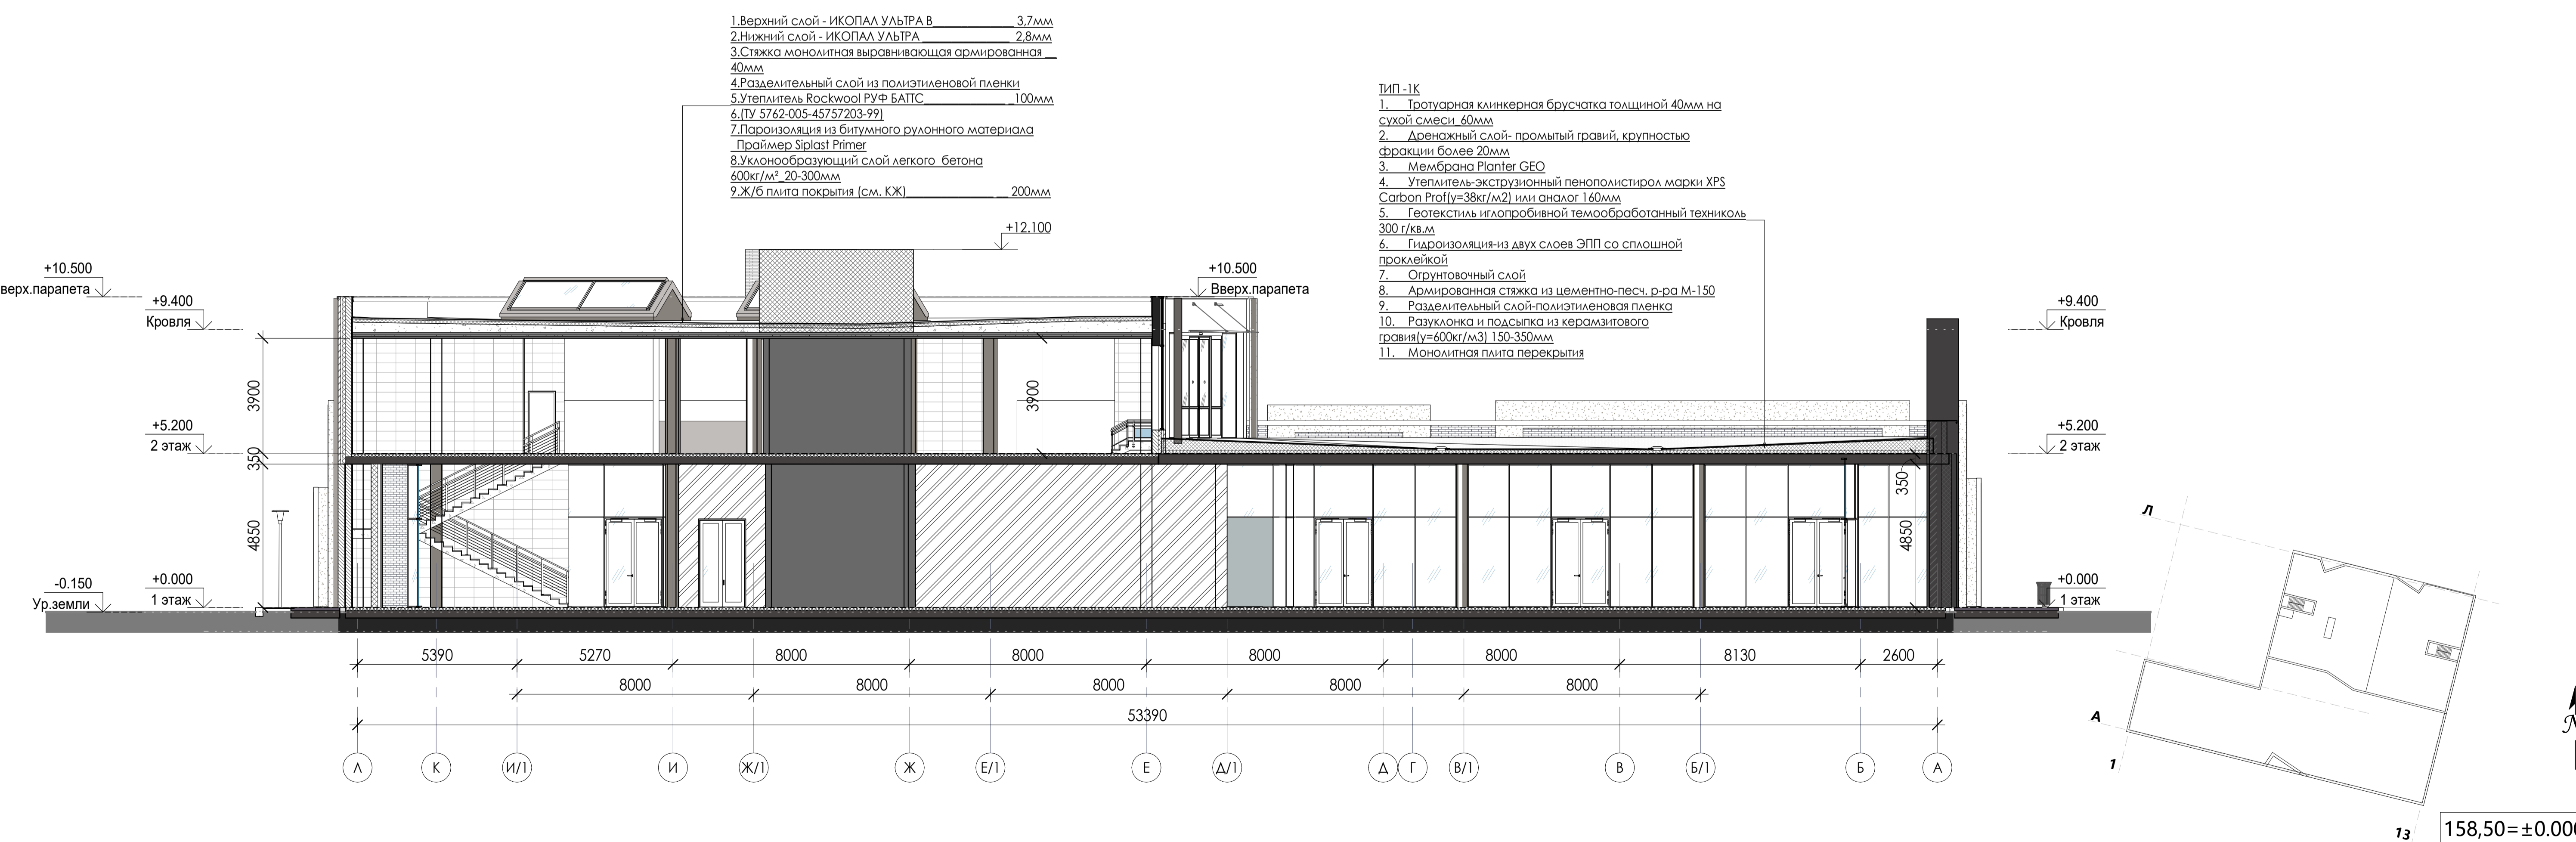 1.Верхний слой - ИКОПАЛ УЛЬТРА В_____________ 3,7мм
2.Нижний слой - ИКОПАЛ УЛЬТРА ______________ 2,8мм
3.Стяжка монолитная выравнивающая армированная __
40мм
4.Разделительный слой из полиэтиленовой пленки
5.Утеплитель Rockwool РУФ БАТТС_____________ _100мм
6.(ТУ 5762-005-45757203-99)
7.Пароизоляция из битумного рулонного материала
_Праймер Siplast Primer
8.Уклонообразующий слой легкого бетона
600кг/м²_20-300мм
9.Ж/б плита покрытия (см. КЖ)______________ __ 200мм
ТИП -1К
1. Тротуарная клинкерная брусчатка толщиной 40мм на
сухой смеси_60мм
2. Дренажный слой- промытый гравий, крупностью
фракции более 20мм
3. Мембрана Planter GEO
4. Утеплитель-экструзионный пенополистирол марки XPS
Carbon Prof(у=38кг/м2) или аналог 160мм
5. Геотекстиль иглопробивной темообработанный техниколь
300 г/кв.м
6. Гидроизоляция-из двух слоев ЭПП со сплошной
проклейкой
7. Огрунтовочный слой
8. Армированная стяжка из цементно-песч. р-ра М-150
9. Разделительный слой-полиэтиленовая пленка
10. Разуклонка и подсыпка из керамзитового
гравия(у=600кг/м3) 150-350мм
11. Монолитная плита перекрытия
+12.100
+10.500
верх.парапета
+9.400
Кровля
+5.200
2 этаж
+0.000
1 этаж
-0.150
Ур.земли
+10.500
Вверх.парапета
+9.400
Кровля
+5.200
2 этаж
+0.000
1 этаж
3900
350
4850
3900
350
4850
5390 5270 8000 8000 8000 8000 8130 2600
8000 8000 8000 8000 8000
53390
Л К И/1 И Ж/1 Ж Е/1 Е Д/1 Д Г В/1 В Б/1 Б А
Л
А
1
13
158,50=±0.000